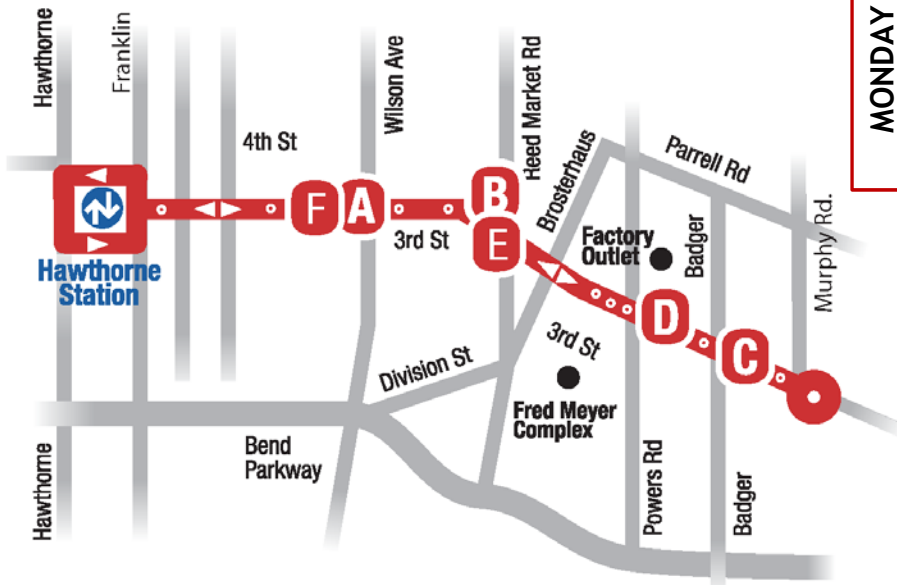 Hawthorne
Franklin
4th St
Wilson Ave
Heed Market Rd
Brosterhaus
Parrell Rd
MONDAY
F
A
B
E
3rd St
Factory
Outlet
Badger
Murphy Rd.
Hawthorne
Station
D
C
3rd St
Division St
Fred Meyer
Complex
Bend
Parkway
Hawthorne
Powers Rd
Badger